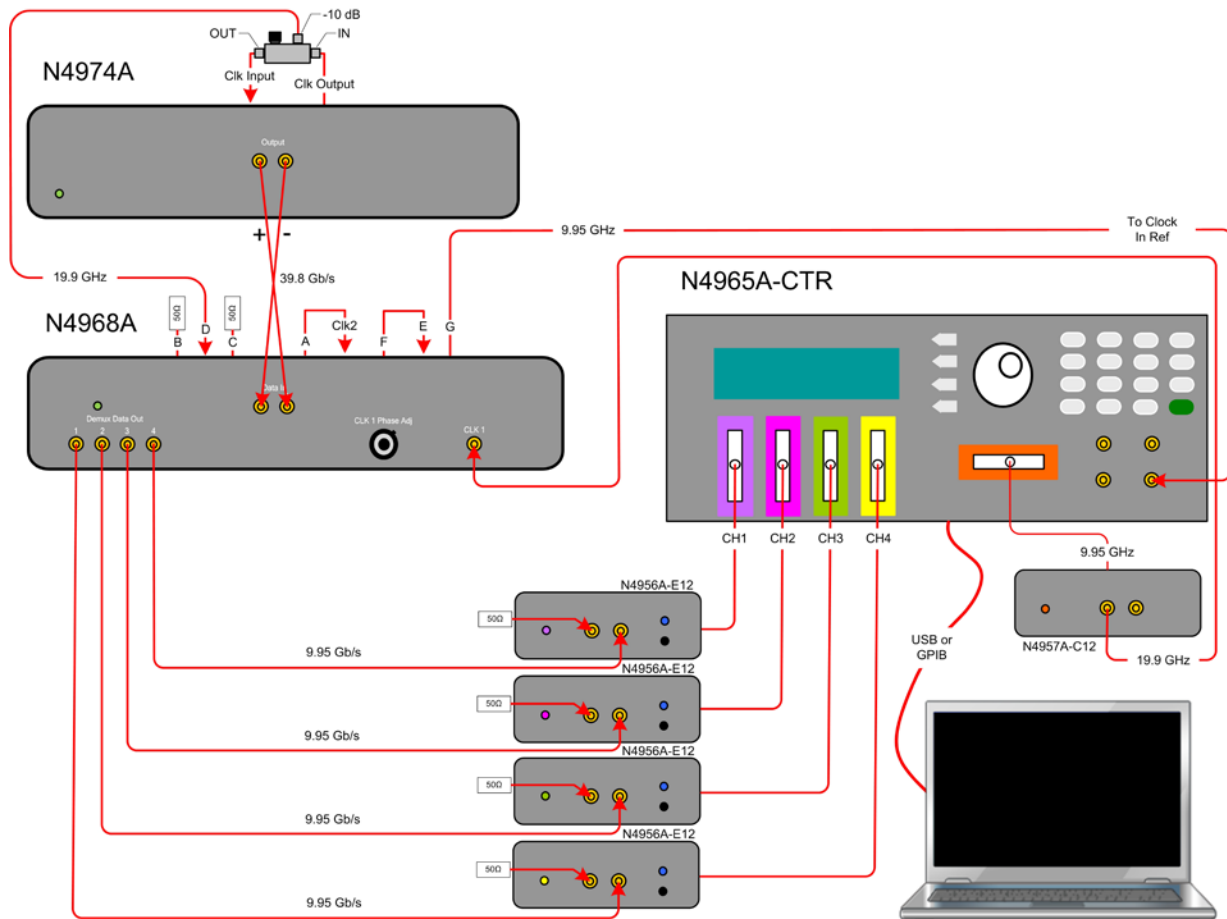 -10 dB
OUT
IN
N4974A
Clk Input
Clk Output
Output
+
-
9.95 GHz
To Clock
In Ref
19.9 GHz
39.8 Gb/s
N4965A-CTR
N4968A
50Ω
50Ω
B
D
C
A
Clk2
F
E
G
Data In
Demux Data Out
1
2
3
4
CLK 1 Phase Adj
CLK 1
CH1
CH2
CH3
CH4
9.95 GHz
N4956A-E12
50Ω
9.95 Gb/s
USB or
GPIB
N4957A-C12
19.9 GHz
N4956A-E12
50Ω
9.95 Gb/s
N4956A-E12
50Ω
9.95 Gb/s
N4956A-E12
50Ω
9.95 Gb/s